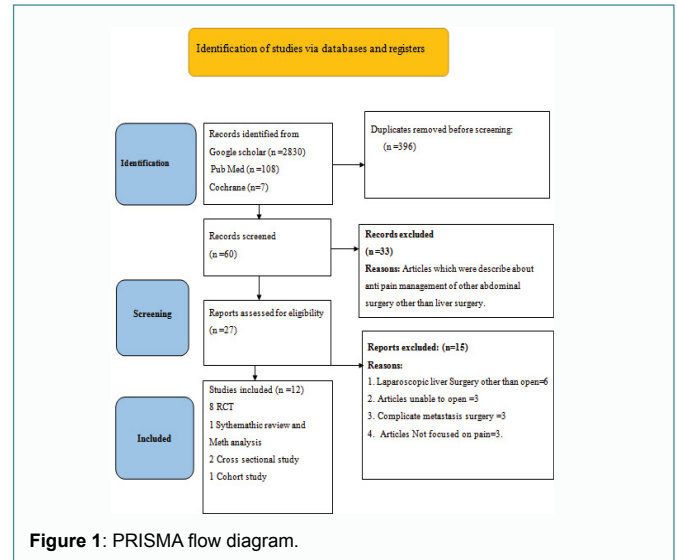 Identification of studies via databases and registers
Identification
Records identified from
Google scholar (n=2830)
Pub Med (n=108)
Cochrane (n=7)
Duplicates removed before screening:
(n=396)
Records screened
(n=60)
Records excluded
(n=33)
Reasons: Articles which were describe about
anti pain management of other abdominal
surgery other than liver surgery.
Screening
Reports assessed for eligibility
(n=27)
Reports excluded: (n=15)
Reasons:
1. Laparoscopic liver Surgery other than open=6
2. Articles unable to open =3
3. Complicate metastasis surgery =3
4. Articles Not focused on pain=3.
Included
Studies included (n =12)
8 RCT
1 Sythemathic review and
Meth analysis
2 Cross sectional study
1 Cohort study
Figure 1: PRISMA flow diagram.